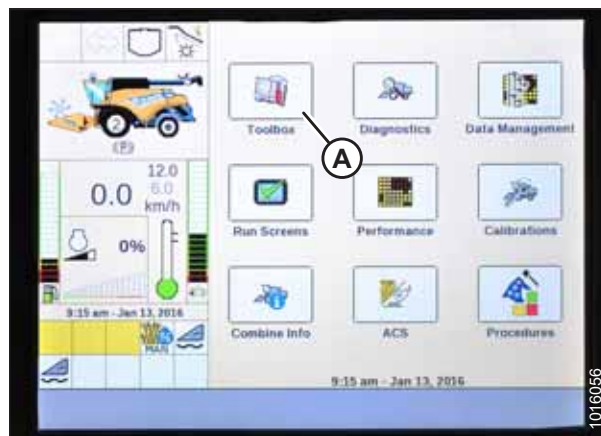 Toolbox
Diagnostics
Data Management
A
2
(P)
12.0
6.0
0.0
km/h
Run Screens
Performance
Calibrations
0%
9:15 am - Jan 13, 2016
MAN
Combine Info
ACS
Procedures
9:15 am - Jan 13, 2016
1016056